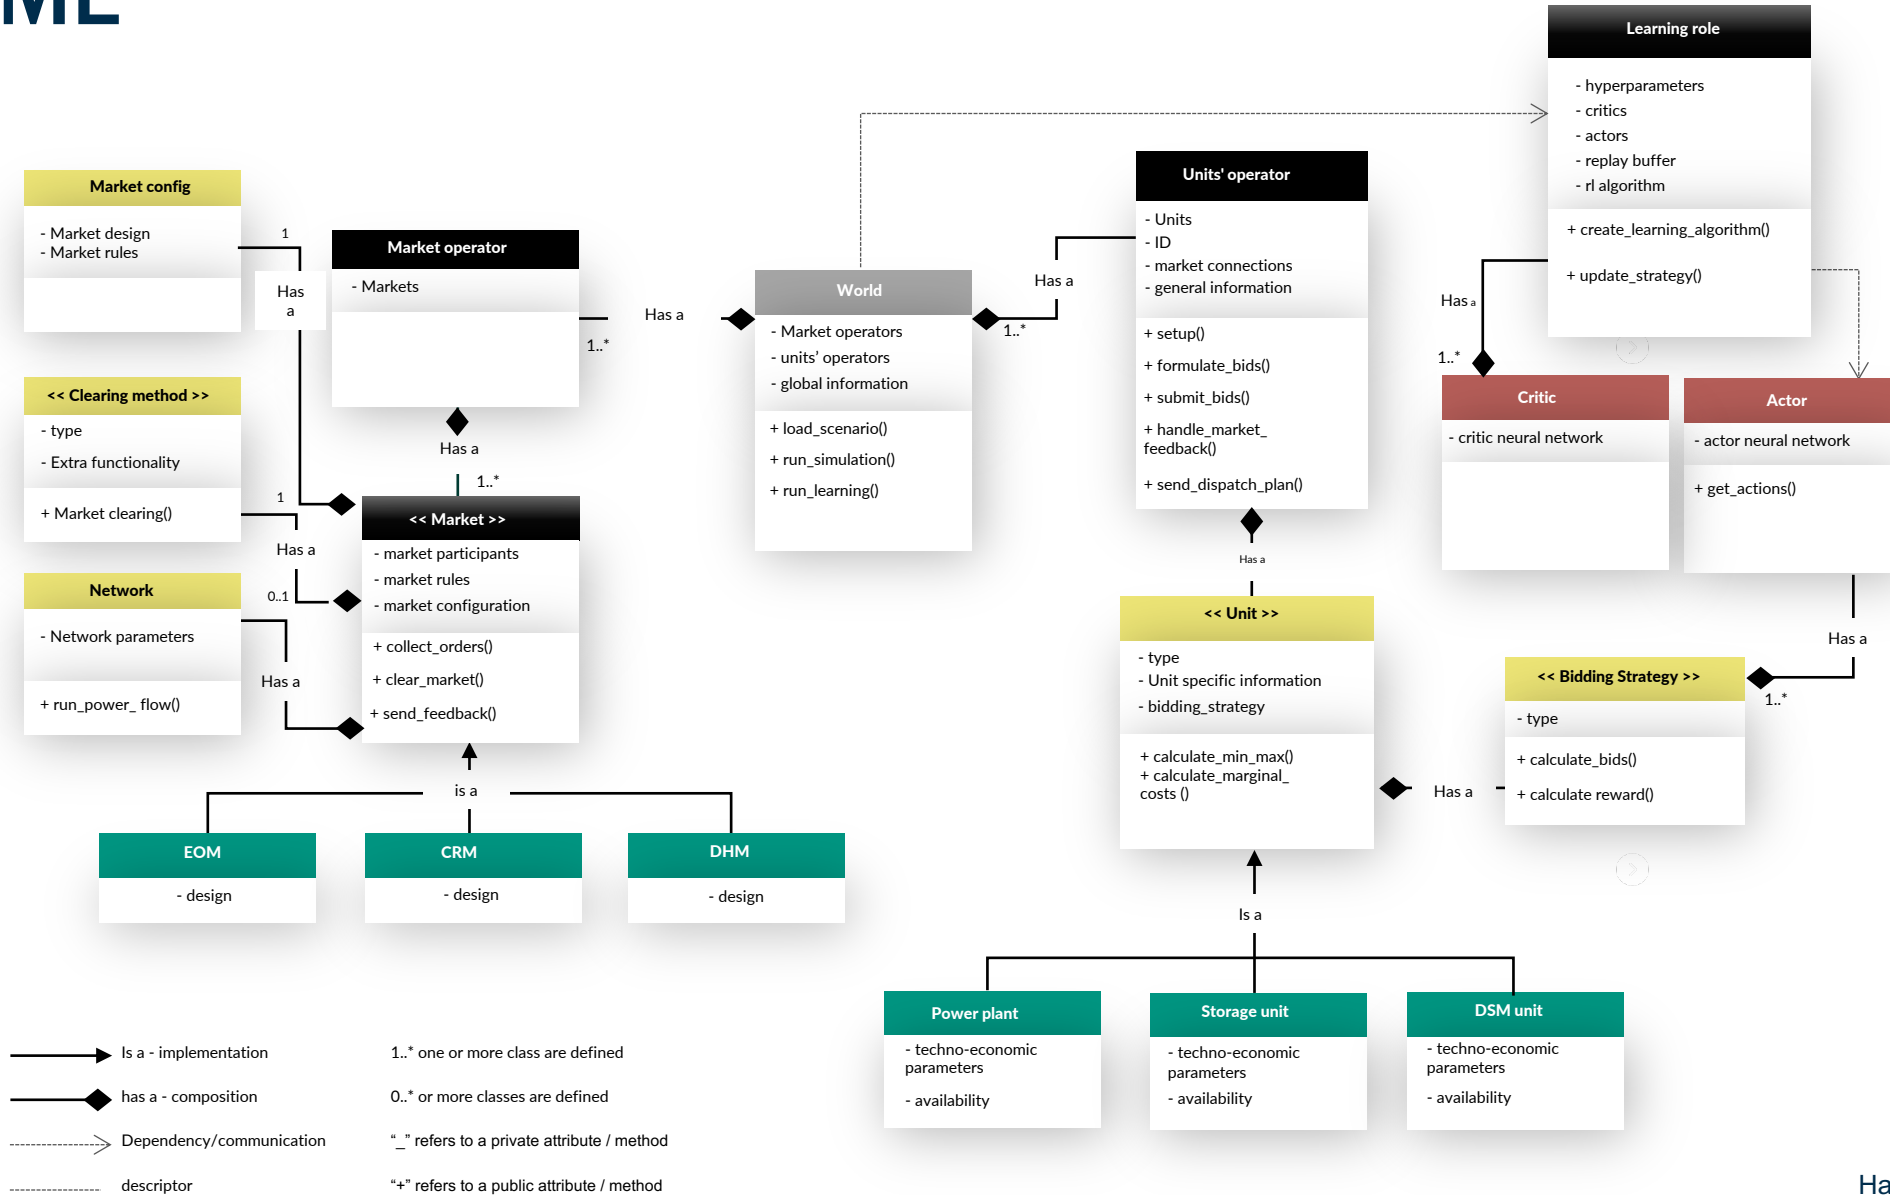 ME
Learning role
- hyperparameters
- critics
- actors
- replay buffer
- rl algorithm
+ create_learning_algorithm()
+ update_strategy()
Market config
- Market design
- Market rules
1
Has
a
Market operator
- Markets
1..*
Has a
World
- Market operators
- units' operators
- global information
+ load_scenario()
+ run_simulation()
+ run_learning()
Has a
1..*
Units' operator
- Units
- ID
- market connections
- general information
+ setup()
+ formulate_bids()
+ submit_bids()
+ handle_market_
feedback()
+ send_dispatch_plan()
Has a
1..*
Critic
- critic neural network
Actor
- actor neural network
+ get_actions()
<< Clearing method >>
- type
- Extra functionality
+ Market clearing()
1
Has a
0..1
Has a
1..*
<< Market >>
- market participants
- market rules
- market configuration
+ collect_orders()
+ clear_market()
+ send_feedback()
Network
- Network parameters
+ run_power_ flow()
Has a
Has a
<< Unit >>
- type
- Unit specific information
- bidding_strategy
+ calculate_min_max()
+ calculate_marginal_
costs ()
Has a
<< Bidding Strategy >>
- type
+ calculate_bids()
+ calculate reward()
1..*
Has a
is a
EOM
- design
CRM
- design
DHM
- design
Is a
Power plant
- techno-economic
parameters
- availability
Storage unit
- techno-economic
parameters
- availability
DSM unit
- techno-economic
parameters
- availability
Is a - implementation
has a - composition
Dependency/communication
descriptor
1..* one or more class are defined
0..* or more classes are defined
“_” refers to a private attribute / method
“+” refers to a public attribute / method
Ha